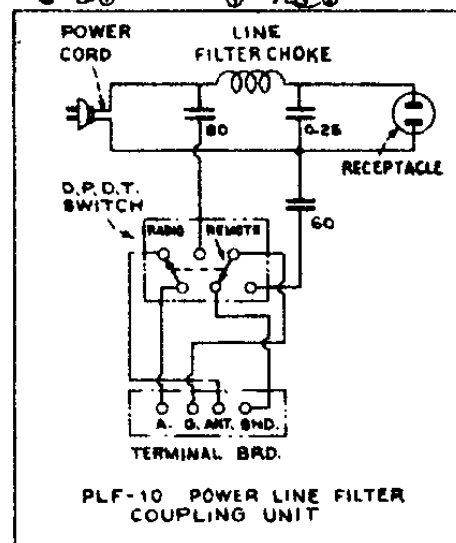 POWER CORD
LINE FILTER CHOKE
80
0.25
RECEPTACLE
D.P.D.T. SWITCH
60
RADIO
REMOTE
A. G. ANT. GND.
TERMINAL BRD.
PLF-10 POWER LINE FILTER
COUPLING UNIT